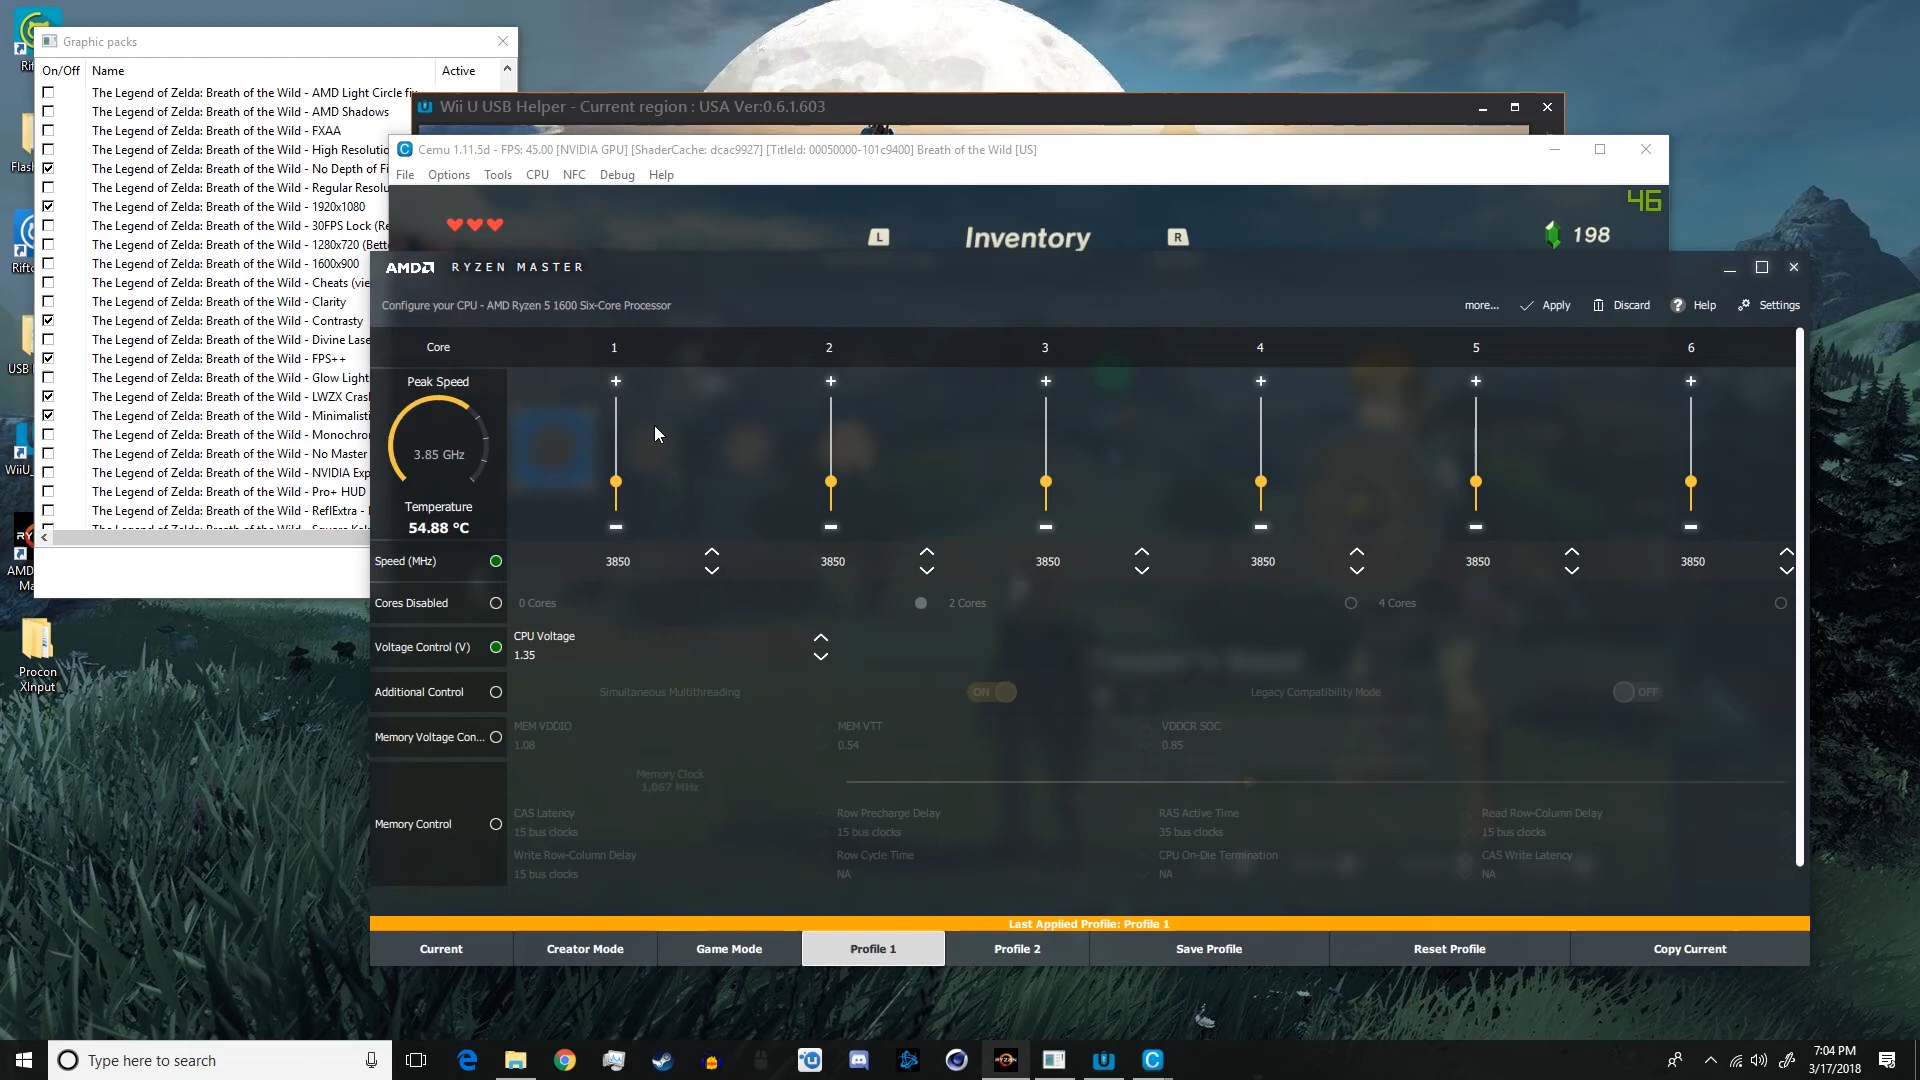 Graphic packs
On/Off Name Active
The Legend of Zelda: Breath of the Wild - AMD Light Circle fi
The Legend of Zelda: Breath of the Wild - AMD Shadows
The Legend of Zelda: Breath of the Wild - FXAA
The Legend of Zelda: Breath of the Wild - High Resolutio
The Legend of Zelda: Breath of the Wild - No Depth of Fi
The Legend of Zelda: Breath of the Wild - Regular Resolu
The Legend of Zelda: Breath of the Wild - 1920x1080
The Legend of Zelda: Breath of the Wild - 30FPS Lock (Re
The Legend of Zelda: Breath of the Wild - 1280x720 (Bett
The Legend of Zelda: Breath of the Wild - 1600x900
The Legend of Zelda: Breath of the Wild - Cheats (vie
The Legend of Zelda: Breath of the Wild - Clarity
The Legend of Zelda: Breath of the Wild - Contrasty
The Legend of Zelda: Breath of the Wild - Divine Lase
The Legend of Zelda: Breath of the Wild - FPS++
The Legend of Zelda: Breath of the Wild - Glow Light
The Legend of Zelda: Breath of the Wild - LWZX Cras
The Legend of Zelda: Breath of the Wild - Minimalisti
The Legend of Zelda: Breath of the Wild - Monochro
The Legend of Zelda: Breath of the Wild - No Master
The Legend of Zelda: Breath of the Wild - NVIDIA Exp
The Legend of Zelda: Breath of the Wild - Pro+ HUD
The Legend of Zelda: Breath of the Wild - ReflExtra -
Wii U USB Helper - Current region : USA Ver:0.6.1.603
Cemu 1.11.5d - FPS: 45.00 [NVIDIA GPU] [ShaderCache: dcac9927] [TitleId: 00050000-101c9400] Breath of the Wild [US]
File Options Tools CPU NFC Debug Help
46
L Inventory R 198
AMD RYZEN MASTER
Configure your CPU - AMD Ryzen 5 1600 Six-Core Processor
more... Apply Discard Help Settings
Core 1 2 3 4 5 6
Peak Speed
3.85 GHz
Temperature
54.88 °C
Speed (MHz) 3850 3850 3850 3850 3850 3850
Cores Disabled 0 Cores 2 Cores 4 Cores
Voltage Control (V) CPU Voltage
1.35
Additional Control Simultaneous Multithreading ON Legacy Compatibility Mode OFF
Memory Voltage Con... MEM VDDIO MEM VTT VDDCR SOC
1.08 0.54 0.85
Memory Clock
1,067 MHz
Memory Control
CAS Latency Row Precharge Delay RAS Active Time Read Row-Column Delay
15 bus clocks 15 bus clocks 35 bus clocks 15 bus clocks
Write Row-Column Delay Row Cycle Time CPU On-Die Termination CAS Write Latency
15 bus clocks NA NA NA
Last Applied Profile: Profile 1
Current Creator Mode Game Mode Profile 1 Profile 2 Save Profile Reset Profile Copy Current
Rif
Flas
Rifto
USB
WiiU_
AMD
Ma
Procon
XInput
Type here to search
7:04 PM
3/17/2018